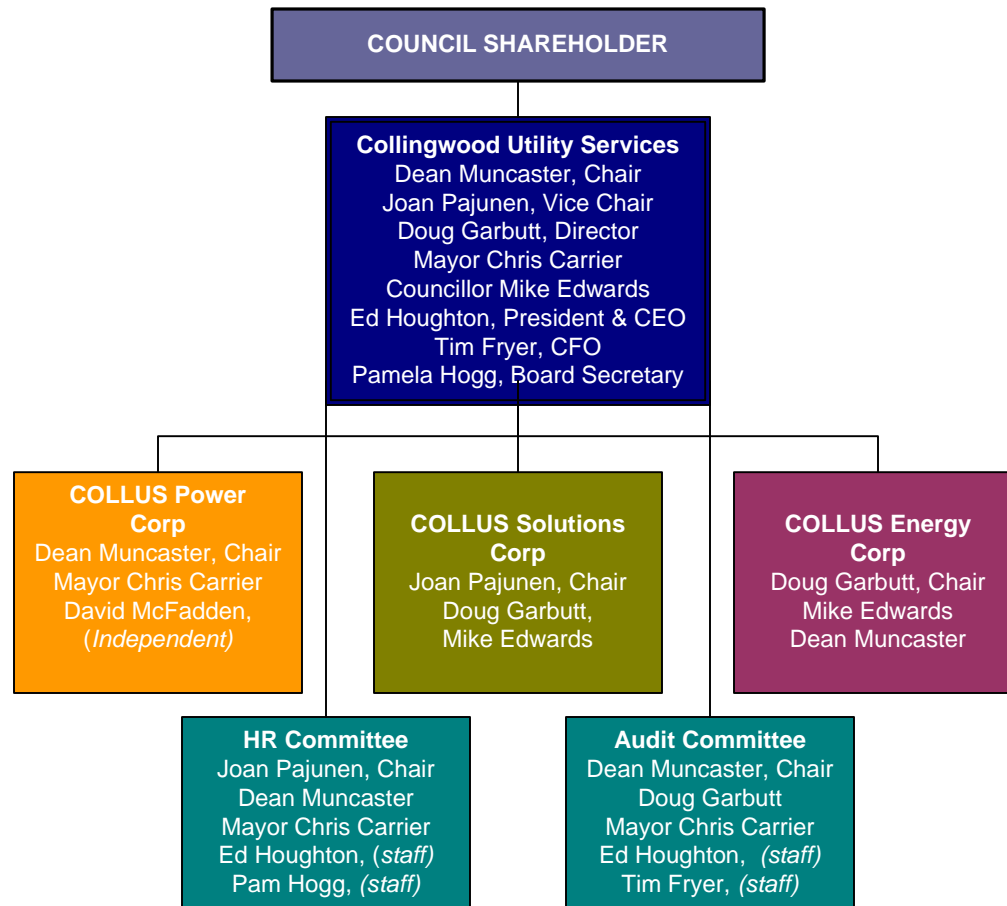 COUNCIL SHAREHOLDER
Collingwood Utility Services
Dean Muncaster, Chair
Joan Pajunen, Vice Chair
Doug Garbutt, Director
Mayor Chris Carrier
Councillor Mike Edwards
Ed Houghton, President & CEO
Tim Fryer, CFO
Pamela Hogg, Board Secretary
COLLUS Power
Corp
Dean Muncaster, Chair
Mayor Chris Carrier
David McFadden,
(Independent)
COLLUS Solutions
Corp
Joan Pajunen, Chair
Doug Garbutt,
Mike Edwards
COLLUS Energy
Corp
Doug Garbutt, Chair
Mike Edwards
Dean Muncaster
HR Committee
Joan Pajunen, Chair
Dean Muncaster
Mayor Chris Carrier
Ed Houghton, (staff)
Pam Hogg, (staff)
Audit Committee
Dean Muncaster, Chair
Doug Garbutt
Mayor Chris Carrier
Ed Houghton, (staff)
Tim Fryer, (staff)